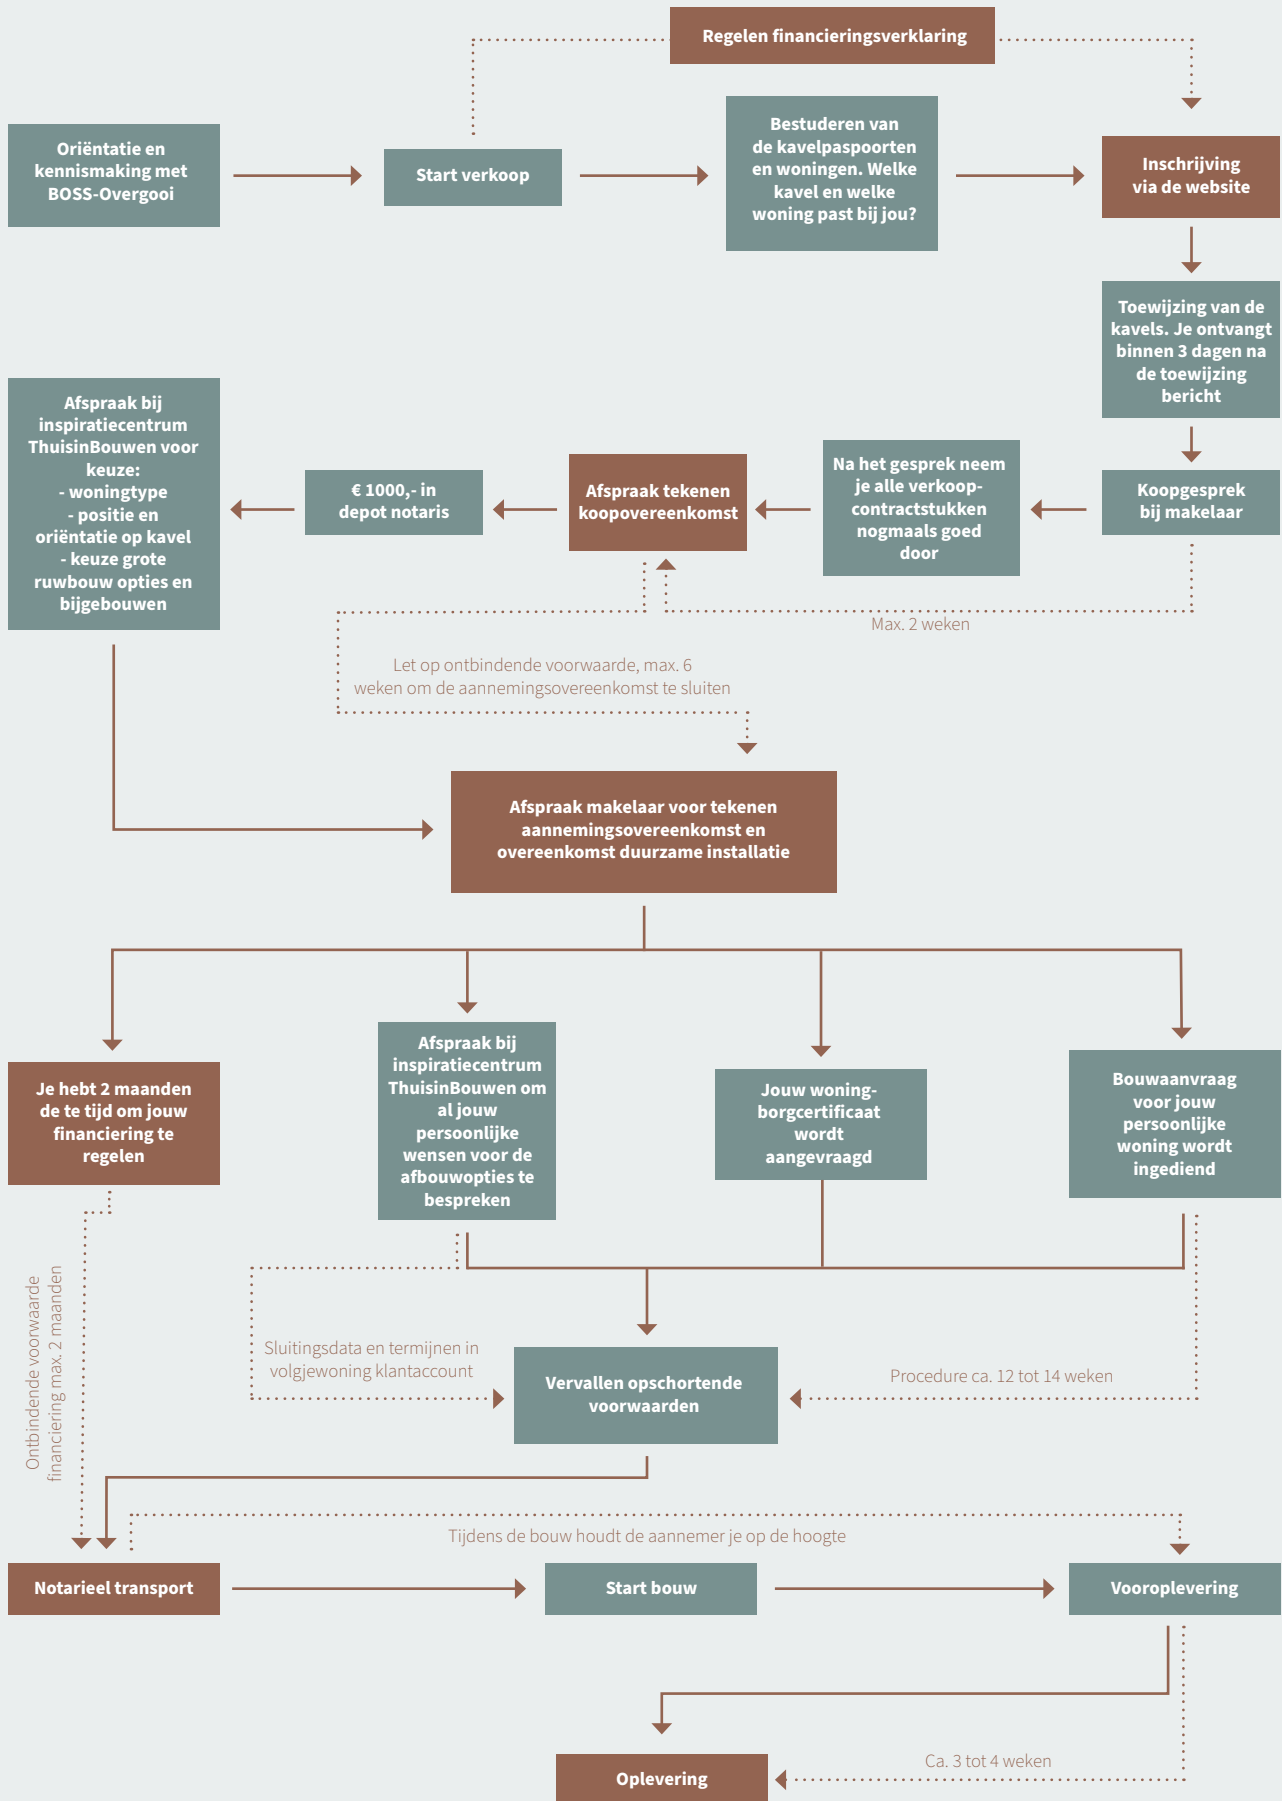 Regelen financieringsverklaring
Oriëntatie en
kennismaking met
BOSS-Overgooi
Start verkoop
Bestuderen van
de kavelpaspoorten
en woningen. Welke
kavel en welke
woning past bij jou?
Inschrijving
via de website
Toewijzing van de
kavels. Je ontvangt
binnen 3 dagen na
de toewijzing
bericht
Koopgesprek
bij makelaar
Na het gesprek neem
je alle verkoop-
contractstukken
nogmaals goed
door
Afspraak tekenen
koopovereenkomst
€ 1000,- in
depot notaris
Afspraak bij
inspiratiecentrum
ThuisinBouwen voor
keuze:
- woningtype
- positie en
oriëntatie op kavel
- keuze grote
ruwbouw opties en
bijgebouwen
Max. 2 weken
Let op ontbindende voorwaarde, max. 6
weken om de aannemingsovereenkomst te sluiten
Afspraak makelaar voor tekenen
aannemingsovereenkomst en
overeenkomst duurzame installatie
Je hebt 2 maanden
de te tijd om jouw
financiering te
regelen
Afspraak bij
inspiratiecentrum
ThuisinBouwen om
al jouw
persoonlijke
wensen voor de
afbouwopties te
bespreken
Jouw woning-
borgcertificaat
wordt
aangevraagd
Bouwaanvraag
voor jouw
persoonlijke
woning wordt
ingediend
Ontbindende voorwaarde
financiering max. 2 maanden
Sluitingsdata en termijnen in
volgjewoning klantaccount
Vervallen opschortende
voorwaarden
Procedure ca. 12 tot 14 weken
Tijdens de bouw houdt de aannemer je op de hoogte
Notarieel transport
Start bouw
Vooroplevering
Ca. 3 tot 4 weken
Oplevering